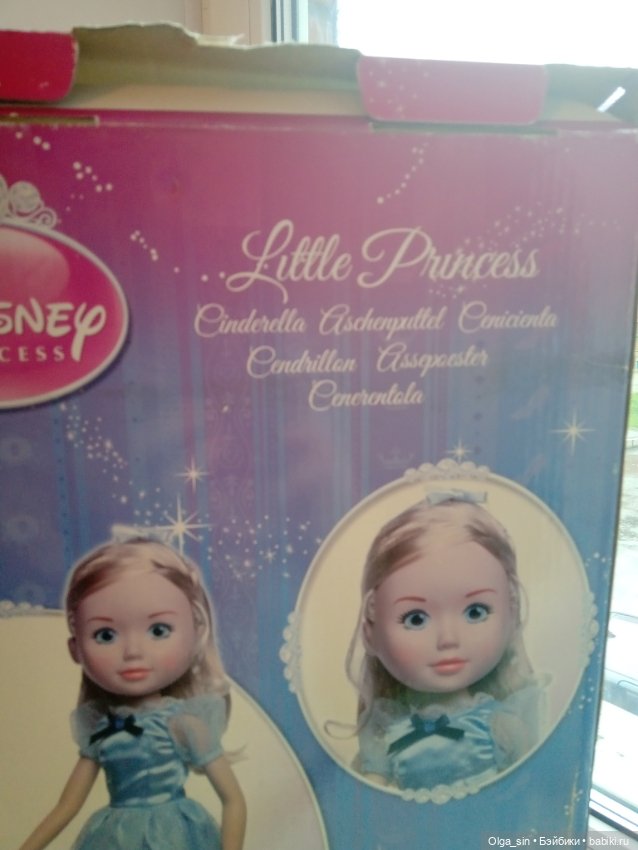 Little Princess
Cinderella Aschenputtel Cenicienta
Cendrillon Assepoester
Cenerentola
SNEY
CESS
Olga_sin • Бэйбики • babiki.ru